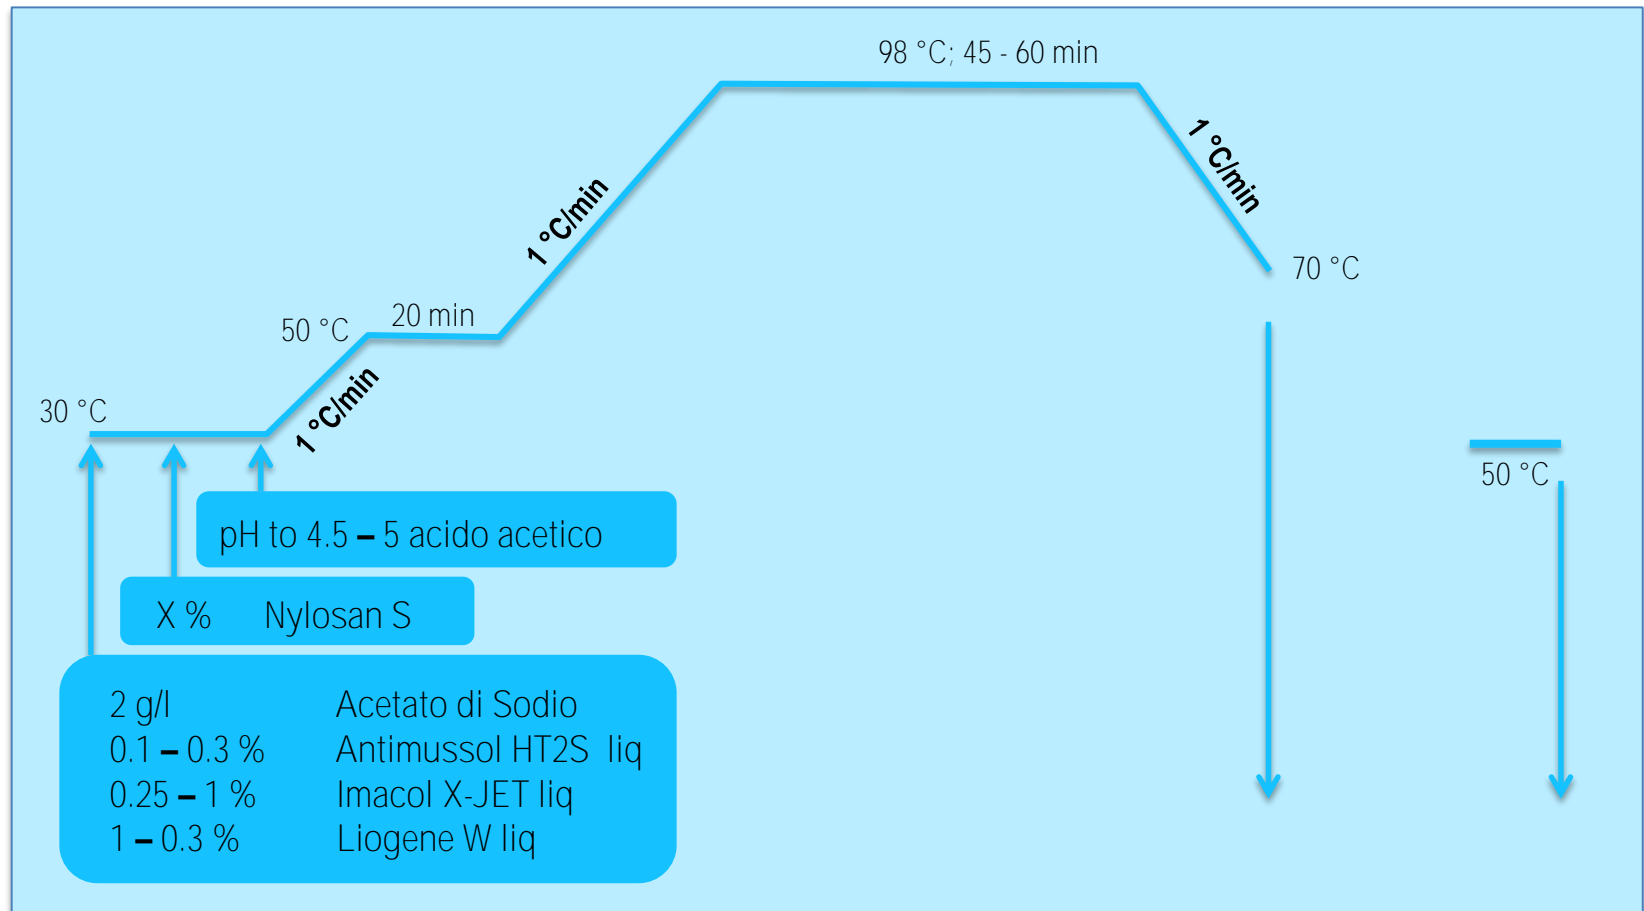 98 °C; 45 - 60 min
1 °C/min
1 °C/min
70 °C
50 °C
20 min
1 °C/min
30 °C
50 °C
pH to 4.5 – 5 acido acetico
X % Nylosan S
2 g/l Acetato di Sodio
0.1 – 0.3 % Antimussol HT2S liq
0.25 – 1 % Imacol X-JET liq
1 – 0.3 % Liogene W liq